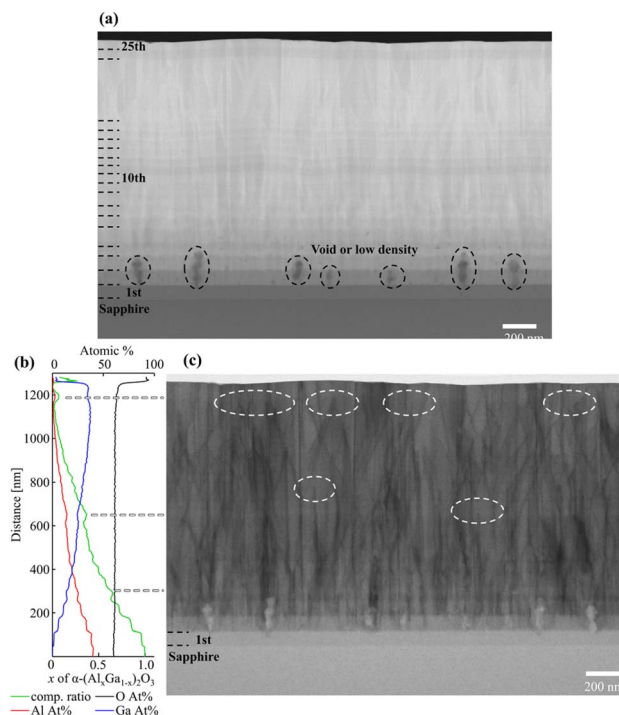 (a)
25th
10th
Void or low density
1st
Sapphire
200 nm
(b)
Atomic %
0 50 100
1200
1000
800
600
400
200
Distance [nm]
0 0.5 1.0
x of α-(AlxGa1-x)2O3
comp. ratio O At%
Al At% Ga At%
(c)
1st
Sapphire
200 nm